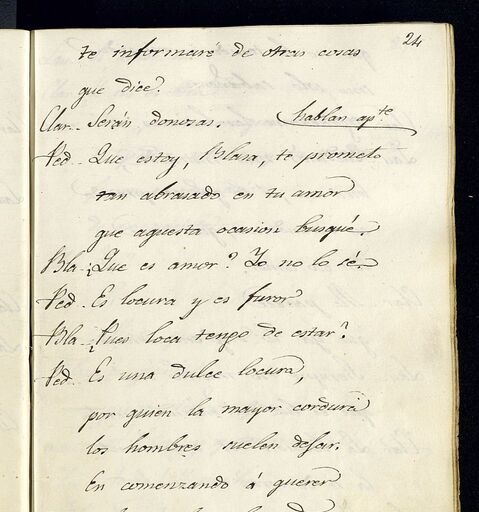 24
te informaré de otras cosas
que dice.
Clar.. Serán donosas. hablan apte
Ped.. Que estoy, Blasa, te prometo
tan abrasado en tu amor
que aquesta ocasion busqué.
Bla.. ¿Que es amor? Yo no lo sé.
Ped.. Es locura y es furor
Bla.. ¿Pues loca tengo de estar?
Ped.. Es una dulce locura,
por quien la mayor cordura
los hombres suelen dejar.
En comenzando á querer